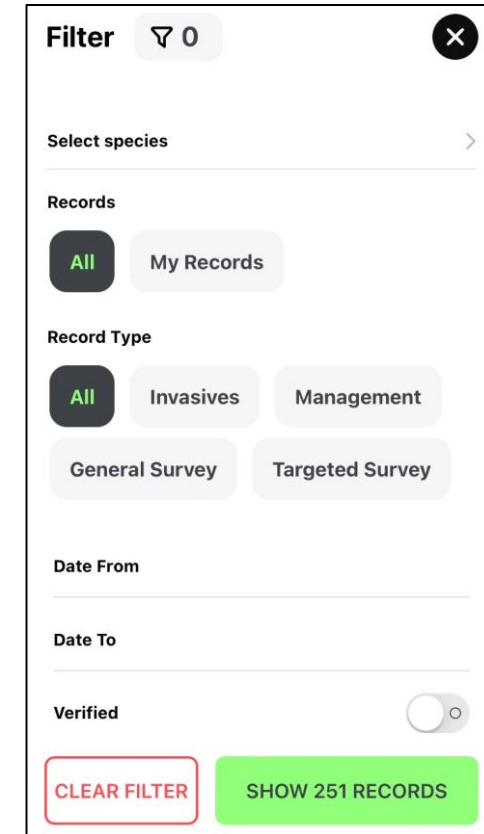 Filter 0
Select species
Records
All My Records
Record Type
All Invasives Management
General Survey Targeted Survey
Date From
Date To
Verified
CLEAR FILTER SHOW 251 RECORDS